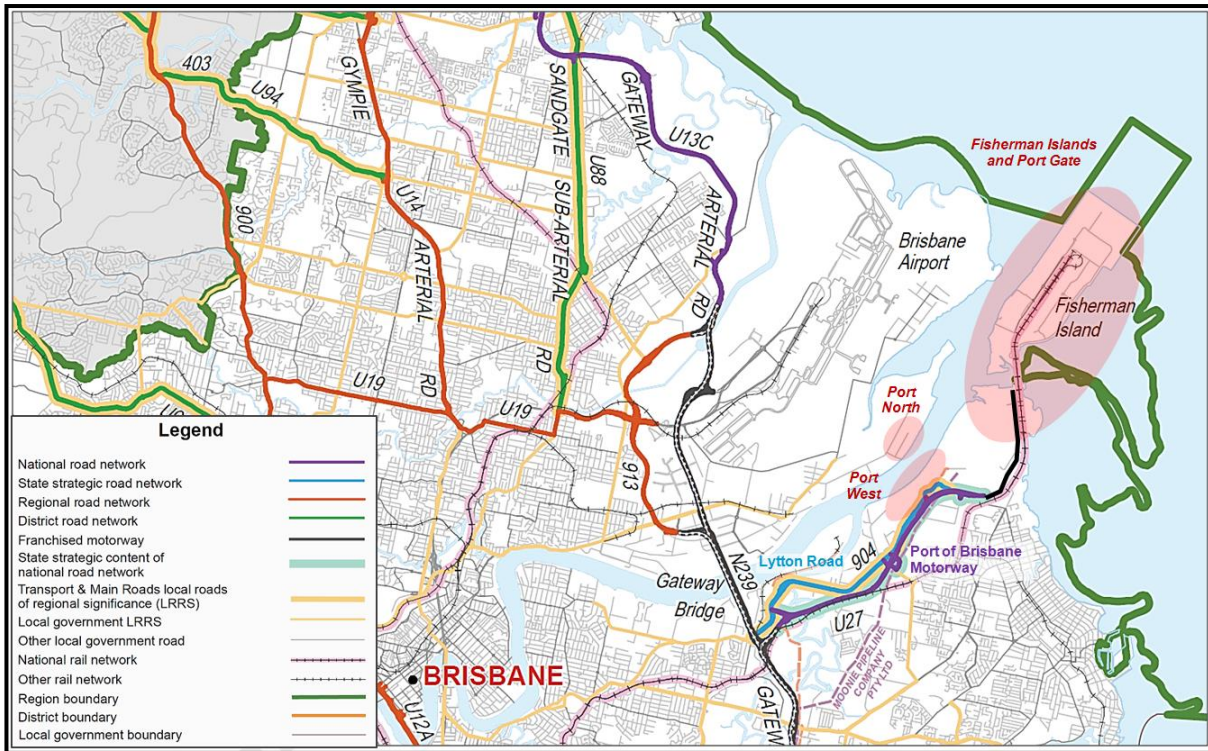 403
U94
GYMPIE
U14
ARTERIAL
RD
900
U19
U19
SANDGATE
SUB-ARTERIAL
RD
U88
GATEWAY
U13C
ARTERIAL
RD
913
Fisherman Islands
and Port Gate
Brisbane
Airport
Fisherman
Island
Port
North
Port
West
904
Lytton Road
Port of Brisbane
Motorway
N239
Gateway
Bridge
U27
MOONIE PIPELINE
COMPANY
PTY LTD
BRISBANE
U12A
Legend
National road network
State strategic road network
Regional road network
District road network
Franchised motorway
State strategic content of
national road network
Transport & Main Roads local roads
of regional significance (LRRS)
Local government LRRS
Other local government road
National rail network
Other rail network
Region boundary
District boundary
Local government boundary